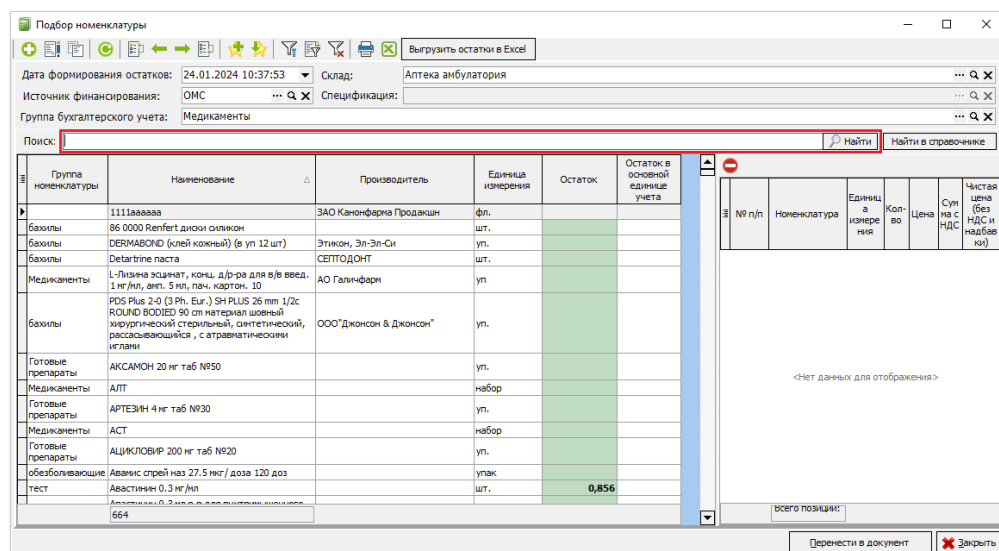 Подбор номенклатуры
Выгрузить остатки в Excel
Дата формирования остатков: 24.01.2024 10:37:53 Склад: Аптека амбулатория
Источник финансирования: ОМС Спецификация:
Группа бухгалтерского учета: Медикаменты
Поиск: Найти Найти в справочнике
Группа номенклатуры Наименование Производитель Единица измерения Остаток Остаток в основной единице учета
1111aaaaaa ЗАО Канонфарма Продакшн фл.
бахилы 86 0000 Renfert диски силикон шт.
бахилы DERMABOND (клей кожный) (в уп 12 шт) Этикон, Эл-Эл-Си уп.
бахилы Detartrine паста СЕПТОДОНТ шт.
Медикаменты L-Лизина эсцинат, конц. д/р-ра для в/в введ.
1 мг/мл, амп. 5 мл, пач. картон. 10 АО Галичфарм уп
PDS Plus 2-0 (3 Ph. Eur.) SH PLUS 26 mm 1/2c
ROUND BODIED 90 cm материал шовный
бахилы хирургический стерильный, синтетический, ООО"Джонсон & Джонсон" уп.
рассасывающийся , с атравматическими
иглами
Готовые препараты АКСАМОН 20 мг таб №50 уп.
Медикаменты АЛТ набор
Готовые препараты АРТЕЗИН 4 мг таб №30 уп.
Медикаменты АСТ набор
Готовые препараты АЦИКЛОВИР 200 мг таб №20 уп.
обезболивающие Авамис спрей наз 27.5 мкг/ доза 120 доз упак
тест Авастинин 0.3 мг/мл шт. 0,856
664
№ п/п Номенклатура Единица измерения Кол-во Цена Сумма с НДС Чистая цена (без НДС и надбавки)
<Нет данных для отображения>
Всего позиций:
Перенести в документ Закрыть